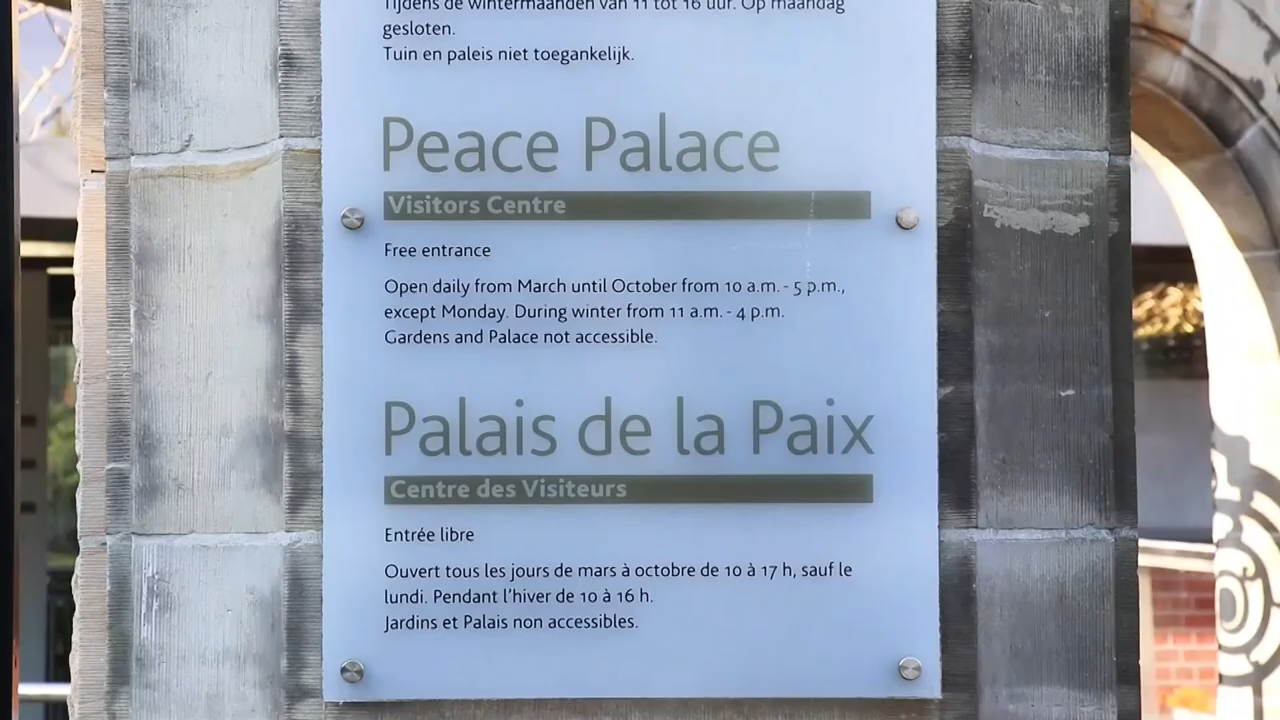 Tijdens de wintermaanden van 11 tot 16 uur. Op maandag
gesloten.
Tuin en paleis niet toegankelijk.
Peace Palace
Visitors Centre
Free entrance
Open daily from March until October from 10 a.m. - 5 p.m.,
except Monday. During winter from 11 a.m. - 4 p.m.
Gardens and Palace not accessible.
Palais de la Paix
Centre des Visiteurs
Entrée libre
Ouvert tous les jours de mars à octobre de 10 à 17 h, sauf le
lundi. Pendant l'hiver de 10 à 16 h.
Jardins et Palais non accessibles.